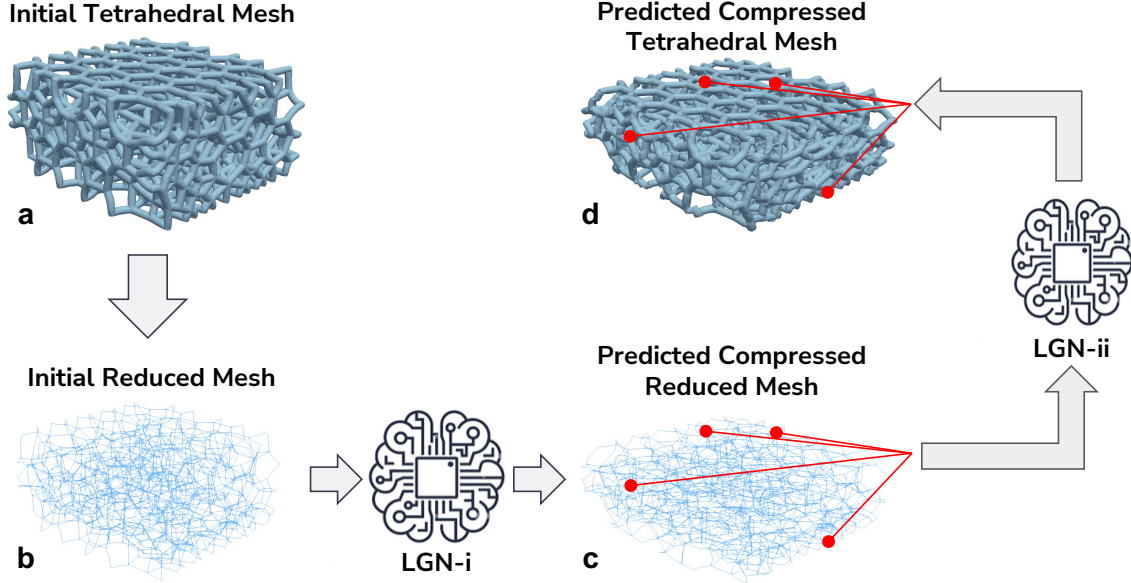 Initial Tetrahedral Mesh
a
Predicted Compressed
Tetrahedral Mesh
d
Initial Reduced Mesh
b
LGN-i
Predicted Compressed
Reduced Mesh
c
LGN-ii